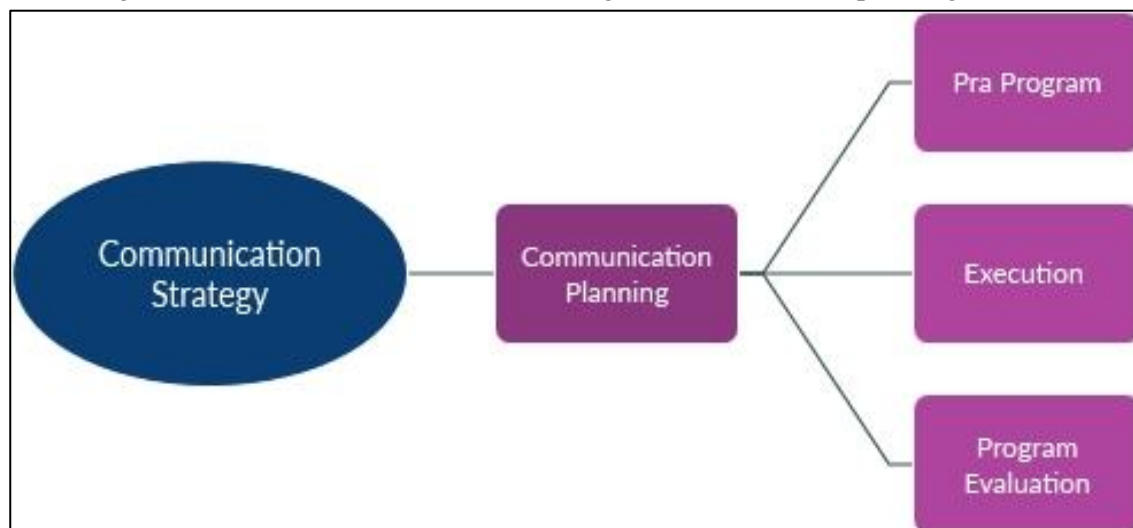 Communication
Strategy
Communication
Planning
Pra Program
Execution
Program
Evaluation